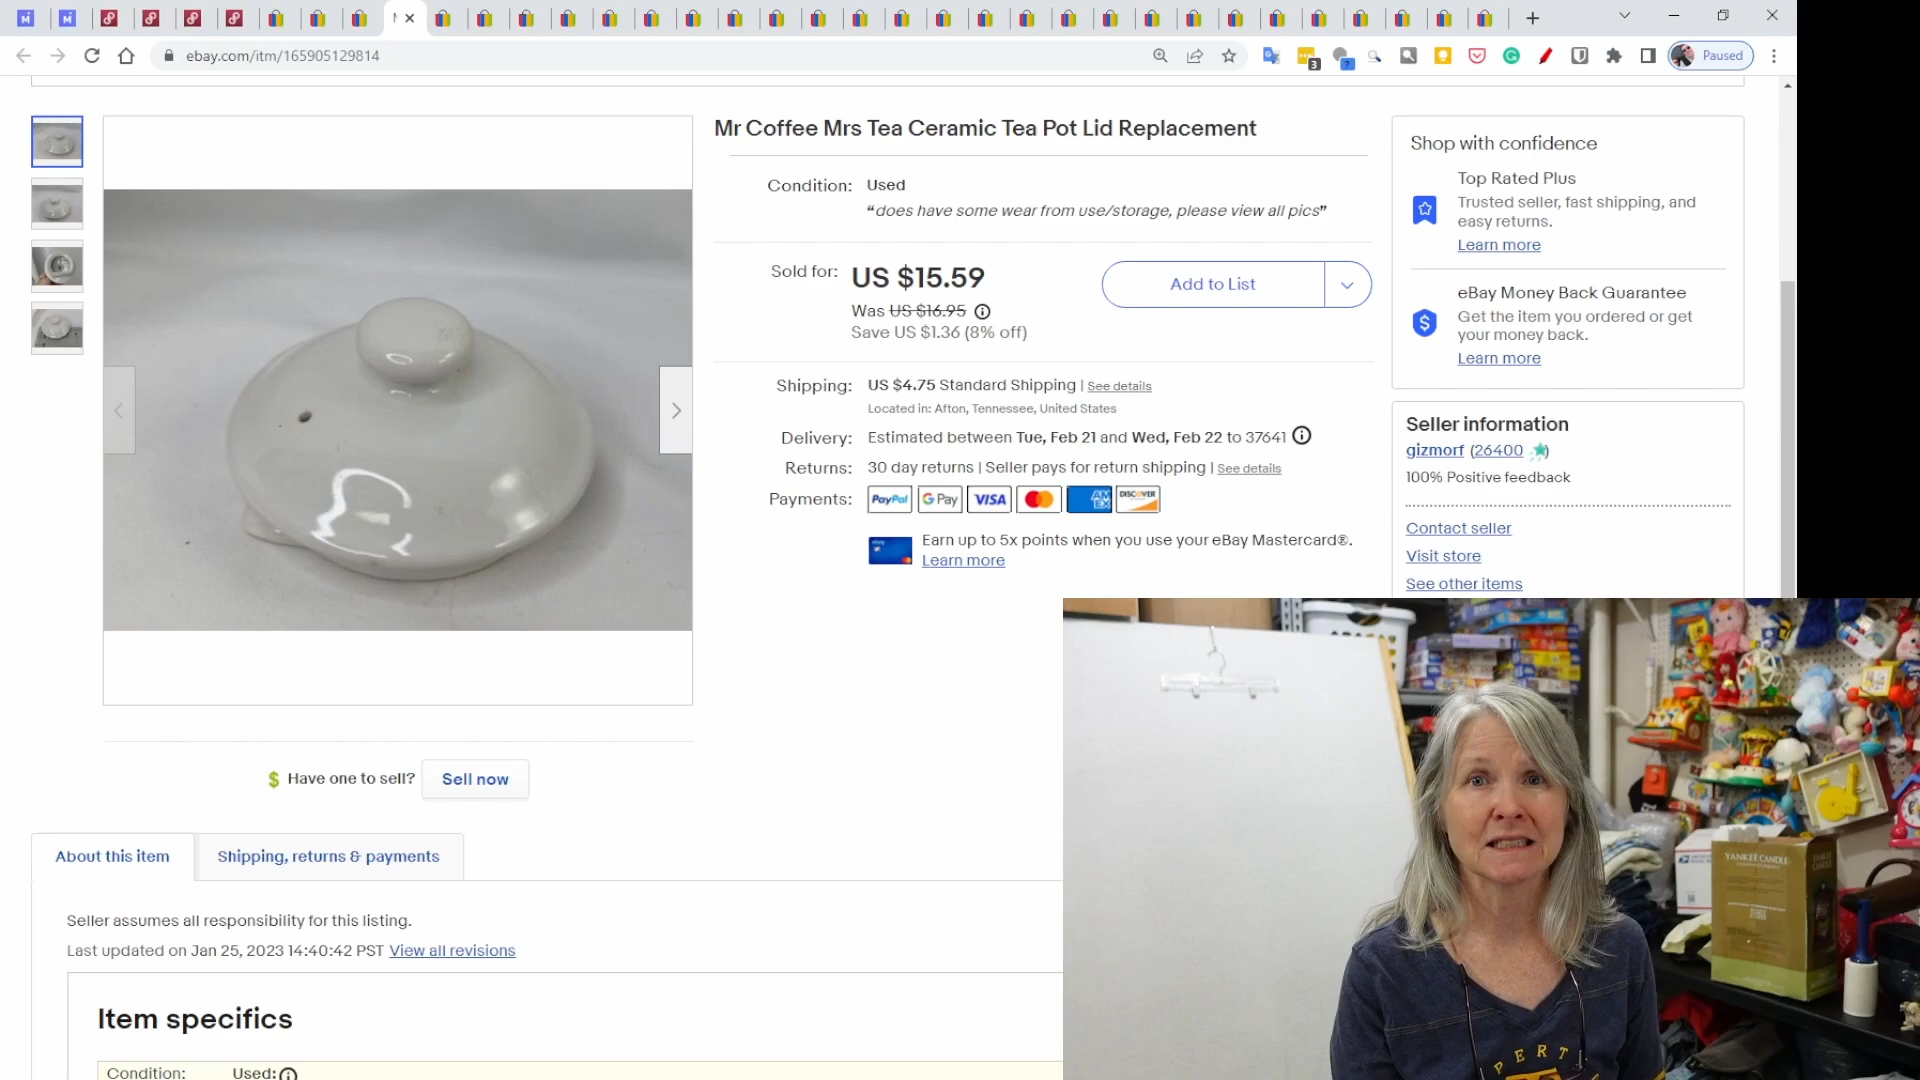 ebay.com/itm/165905129814
3
?
Paused
Mr Coffee Mrs Tea Ceramic Tea Pot Lid Replacement
Condition: Used
“does have some wear from use/storage, please view all pics”
Sold for: US $15.59
Was US $16.95
Save US $1.36 (8% off)
Add to List
Shipping: US $4.75 Standard Shipping | See details
Located in: Afton, Tennessee, United States
Delivery: Estimated between Tue, Feb 21 and Wed, Feb 22 to 37641
Returns: 30 day returns | Seller pays for return shipping | See details
Payments: PayPal G Pay VISA AM EX DISCOVER
Earn up to 5x points when you use your eBay Mastercard®.
Learn more
Shop with confidence
Top Rated Plus
Trusted seller, fast shipping, and
easy returns.
Learn more
eBay Money Back Guarantee
Get the item you ordered or get
your money back.
Learn more
Seller information
gizmorf (26400)
100% Positive feedback
Contact seller
Visit store
See other items
Have one to sell? Sell now
About this item
Shipping, returns & payments
Seller assumes all responsibility for this listing.
Last updated on Jan 25, 2023 14:40:42 PST View all revisions
Item specifics
Condition: Used:
YANKEE CANDLE
PERT